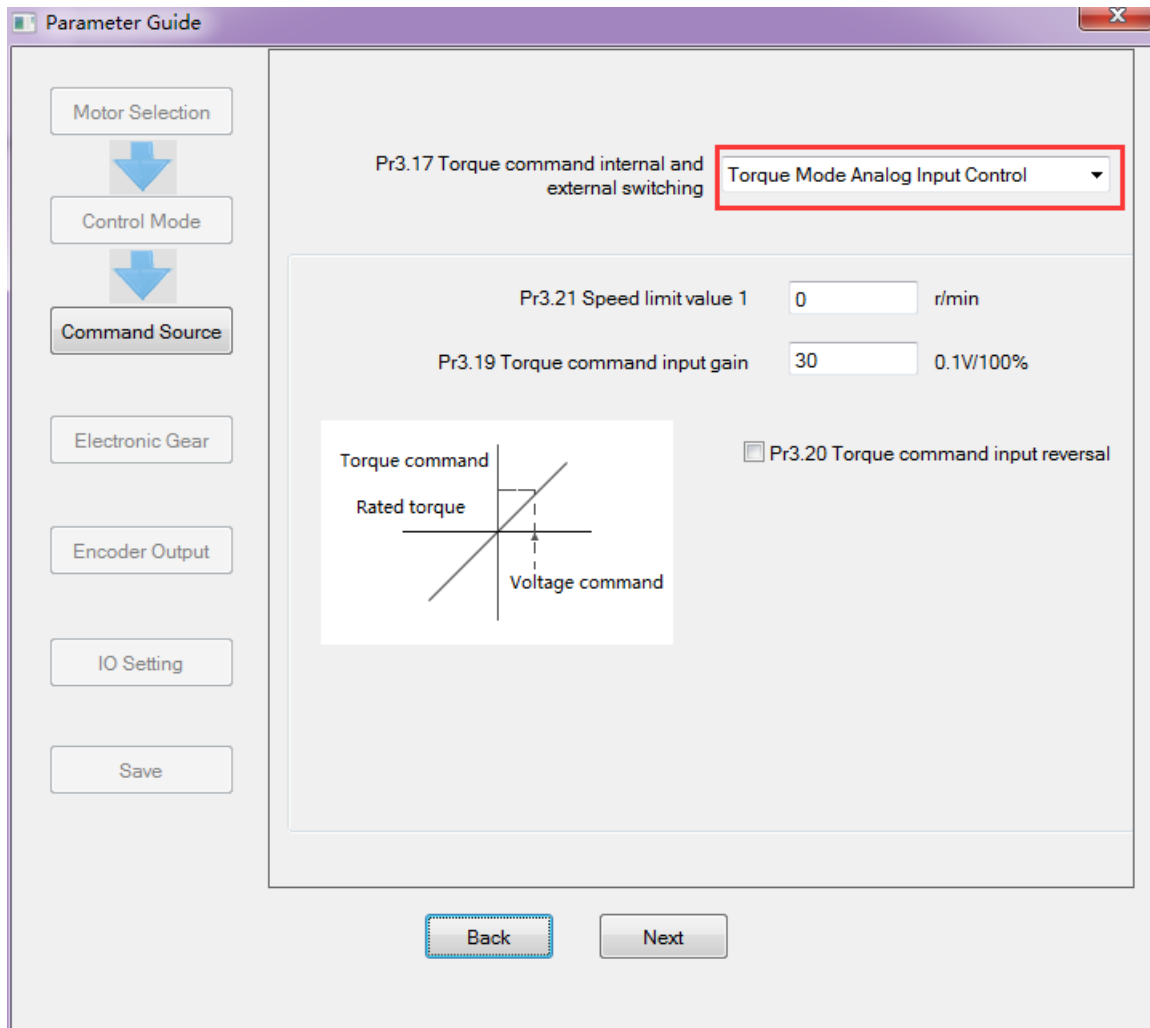 Parameter Guide
x
Motor Selection
Control Mode
Command Source
Electronic Gear
Encoder Output
IO Setting
Save
Pr3.17 Torque command internal and
external switching
Torque Mode Analog Input Control
Pr3.21 Speed limit value 1
0
r/min
Pr3.19 Torque command input gain
30
0.1V/100%
Torque command
Rated torque
Voltage command
Pr3.20 Torque command input reversal
Back
Next